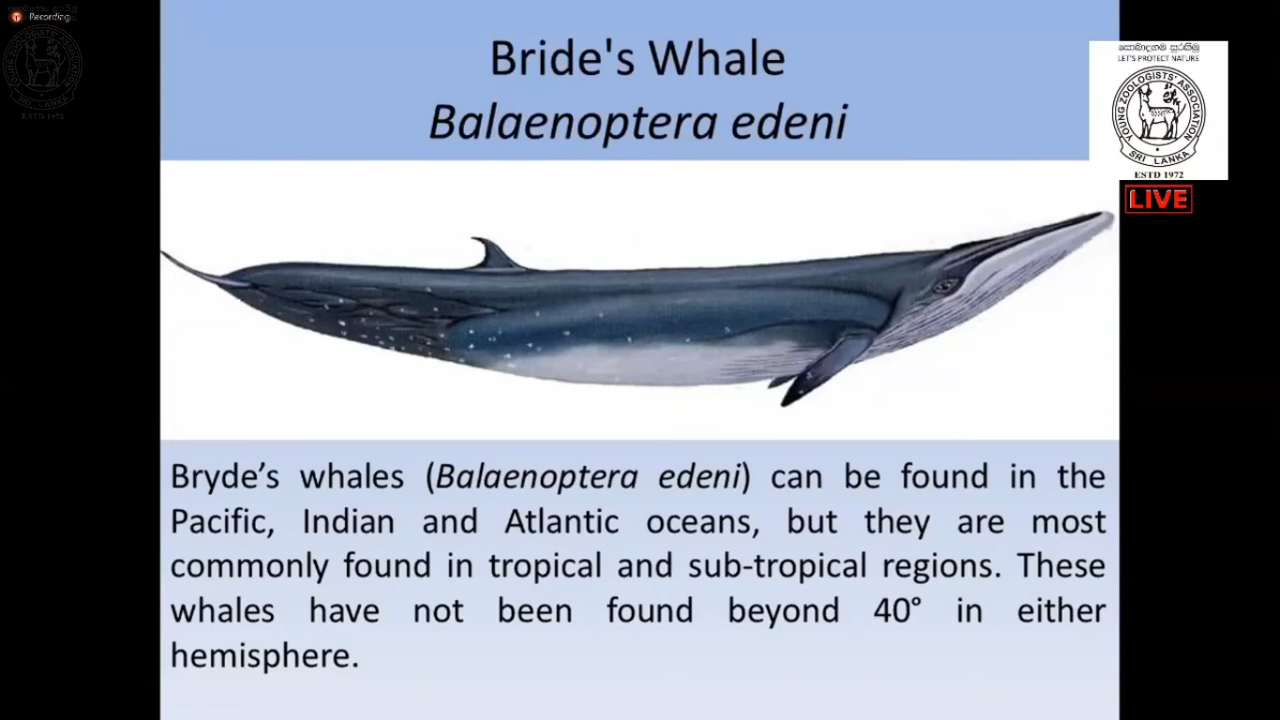 Recording
Bride's Whale
Balaenoptera edeni
සොබාදහම සුරකිමු
LET'S PROTECT NATURE
YOUNG ZOOLOGISTS' ASSOCIATION
SRI LANKA
ESTD 1972
LIVE
Bryde’s whales (Balaenoptera edeni) can be found in the
Pacific, Indian and Atlantic oceans, but they are most
commonly found in tropical and sub-tropical regions. These
whales have not been found beyond 40° in either
hemisphere.